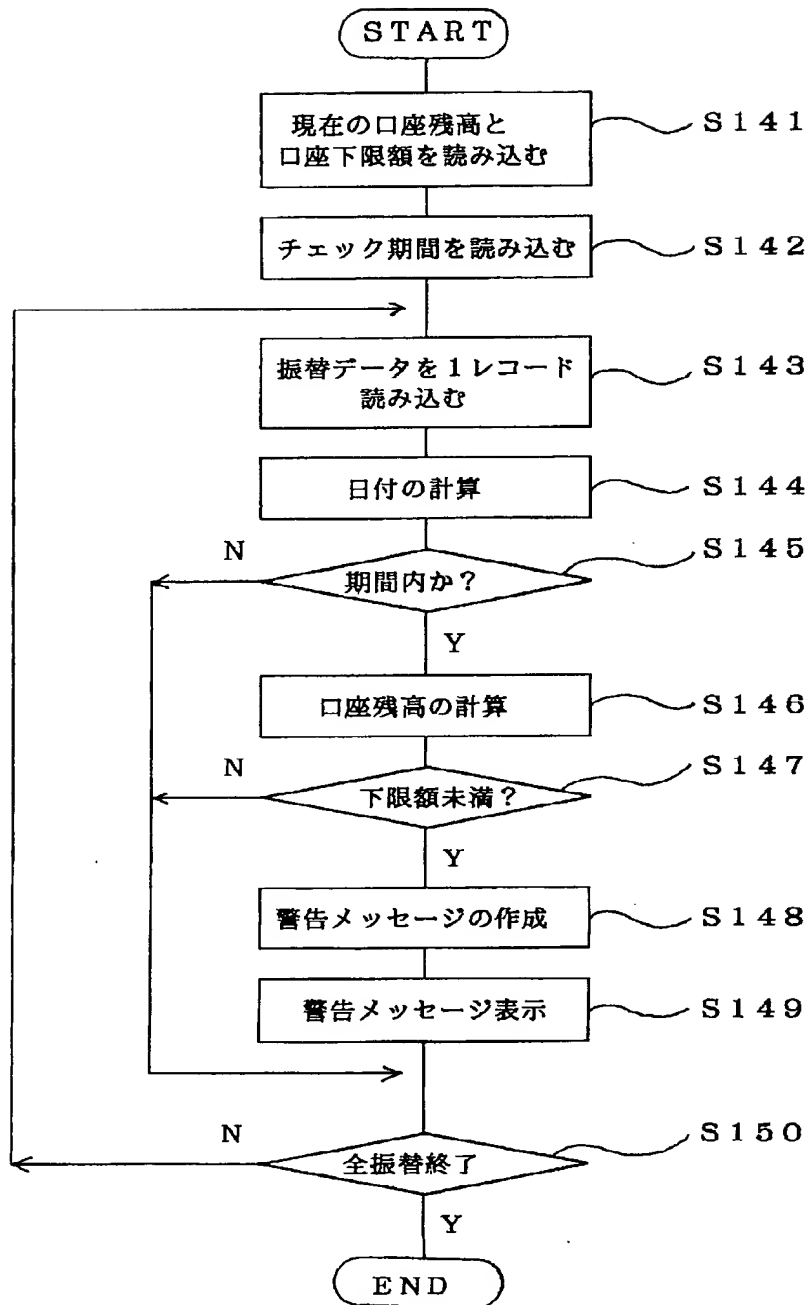 START
現在の口座残高と
口座下限額を読み込む
S141
チェック期間を読み込む
S142
振替データを1レコード
読み込む
S143
日付の計算
S144
N
期間内か?
S145
Y
口座残高の計算
S146
N
下限額未満?
S147
Y
警告メッセージの作成
S148
警告メッセージ表示
S149
N
全振替終了
S150
Y
END